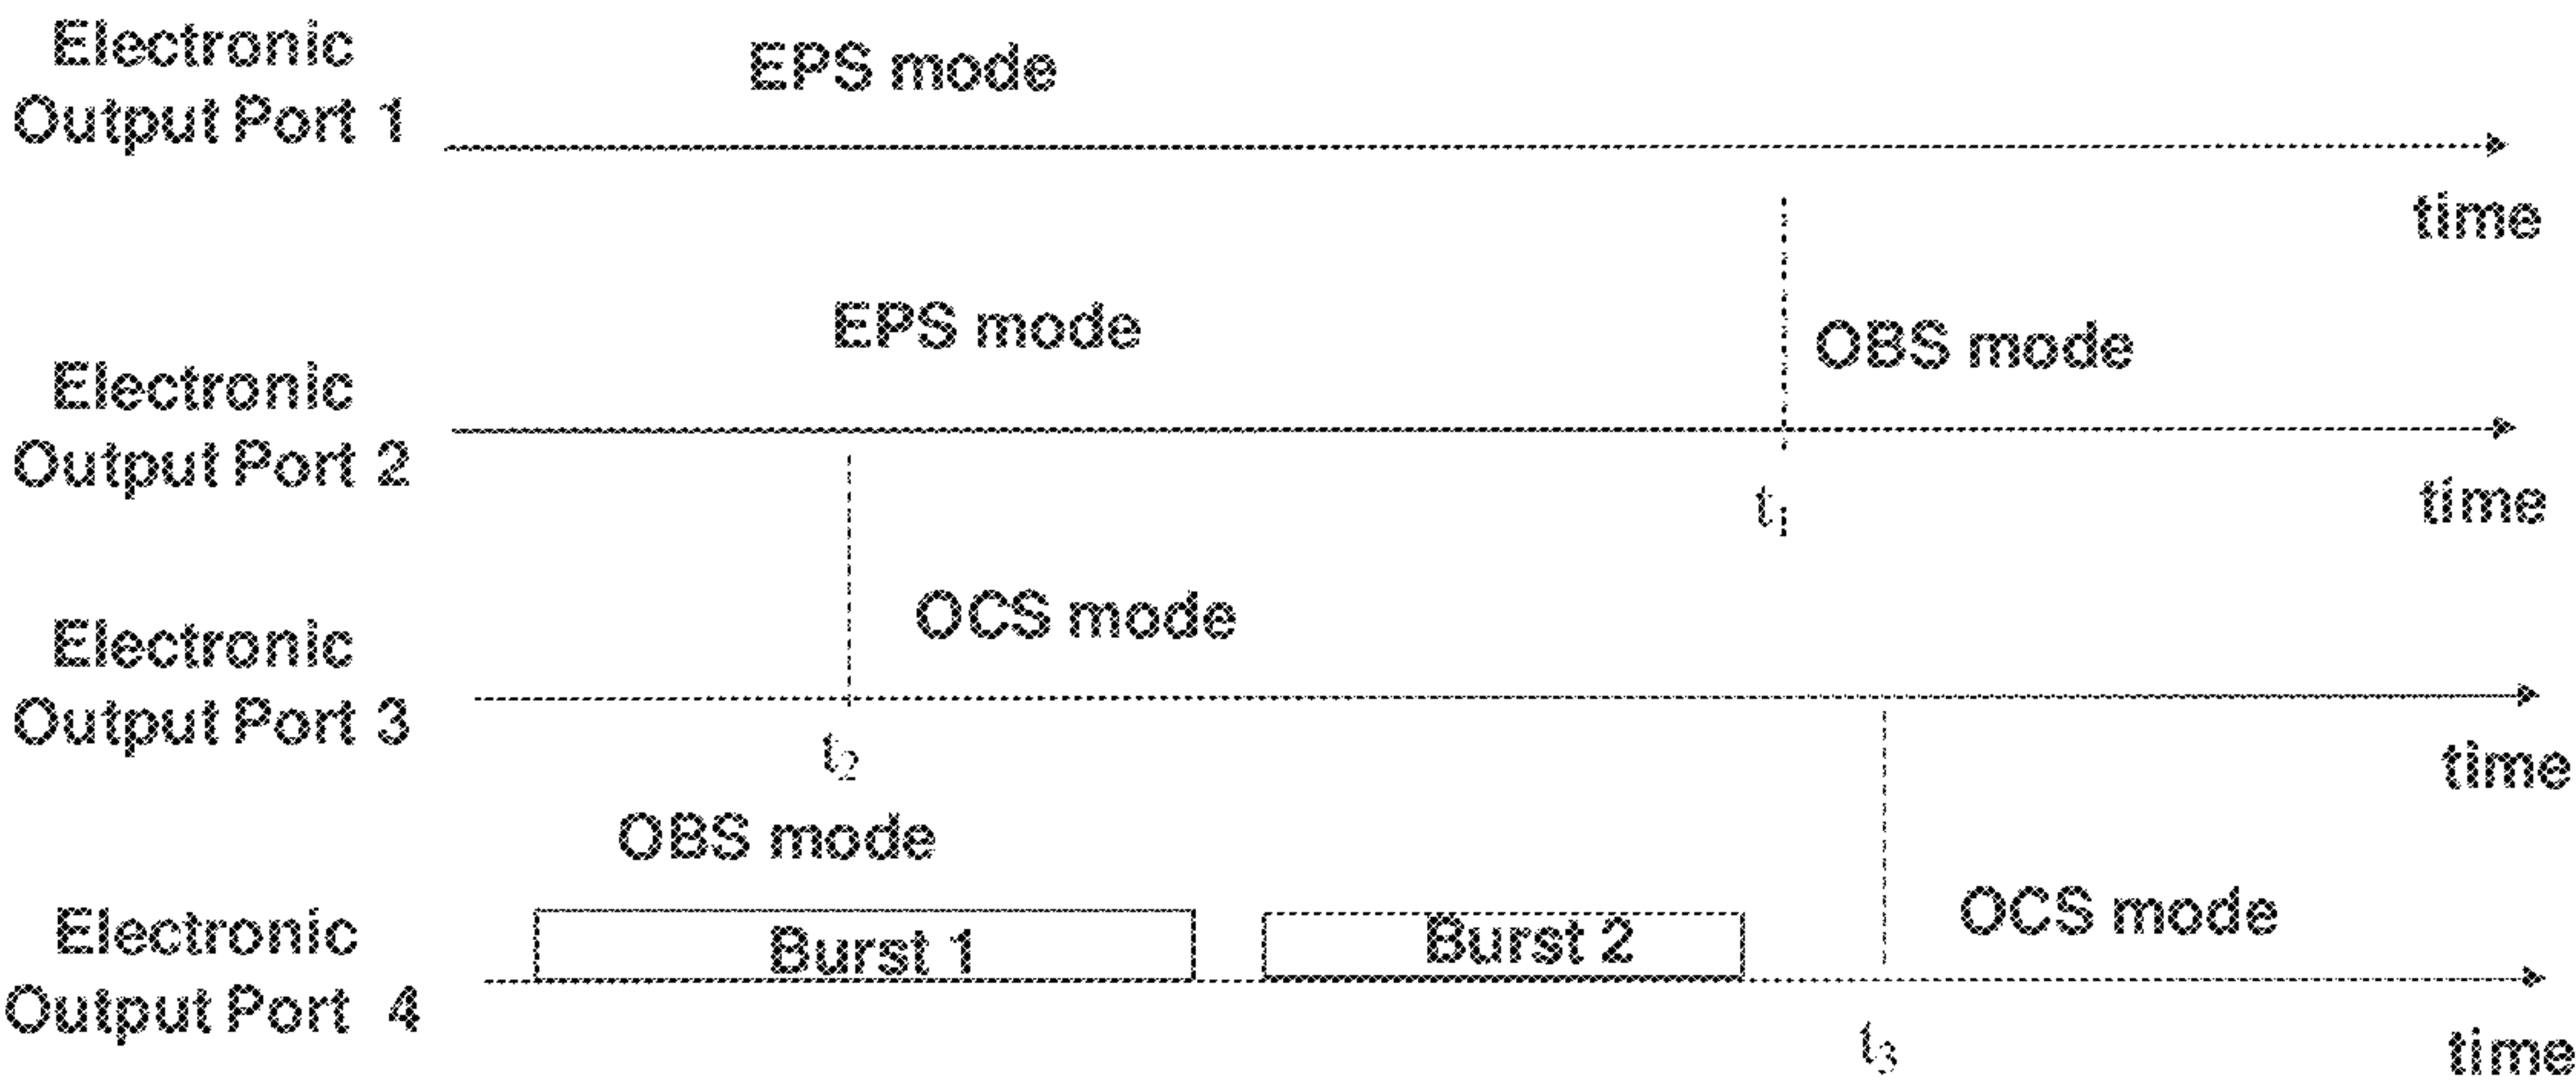 Electronic
Output Port 1
EPS mode
time
Electronic
Output Port 2
EPS mode
OBS mode
t1
time
Electronic
Output Port 3
OCS mode
t2
time
OBS mode
Electronic
Output Port 4
Burst 1
Burst 2
OCS mode
t3
time